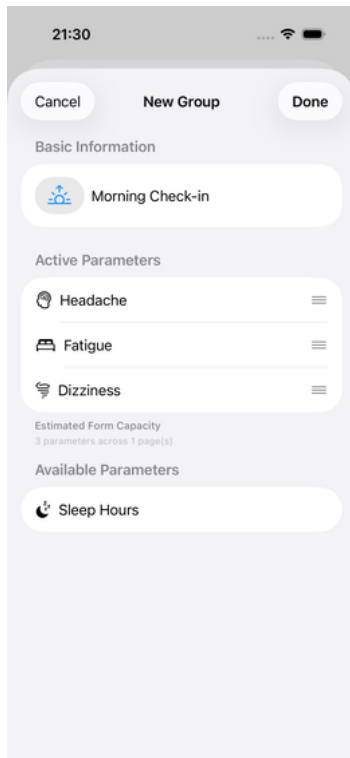 21:30
Cancel New Group Done
Basic Information
Morning Check-in
Active Parameters
Headache
Fatigue
Dizziness
Estimated Form Capacity
3 parameters across 1 page(s)
Available Parameters
Sleep Hours